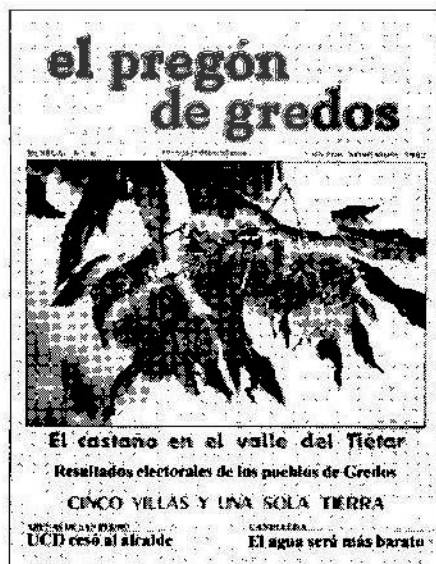 el pregón
de gredos
El castaño en el valle del Tiétar
Resultados electorales de los pueblos de Gredos
CINCO VILLAS Y UNA SOLA TIERRA
CANDELEDA
UCD cesó al alcalde
El agua será más barato